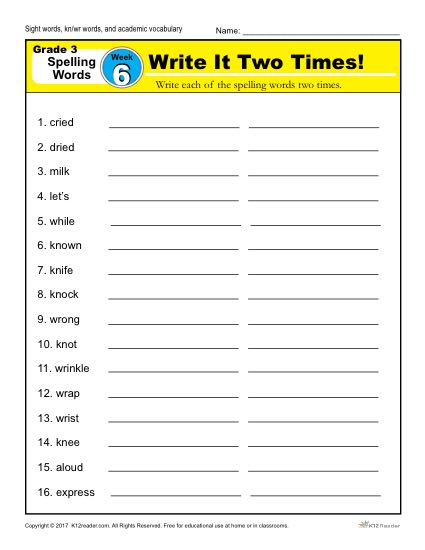 Sight words, kn/wr words, and academic vocabulary
Name:
Grade 3
Spelling
Words
Week
6
Write It Two Times!
Write each of the spelling words two times.
1. cried
2. dried
3. milk
4. let's
5. while
6. known
7. knife
8. knock
9. wrong
10. knot
11. wrinkle
12. wrap
13. wrist
14. knee
15. aloud
16. express
Copyright © 2017 K12reader.com. All Rights Reserved. Free for educational use at home or in classrooms.
K12Reader